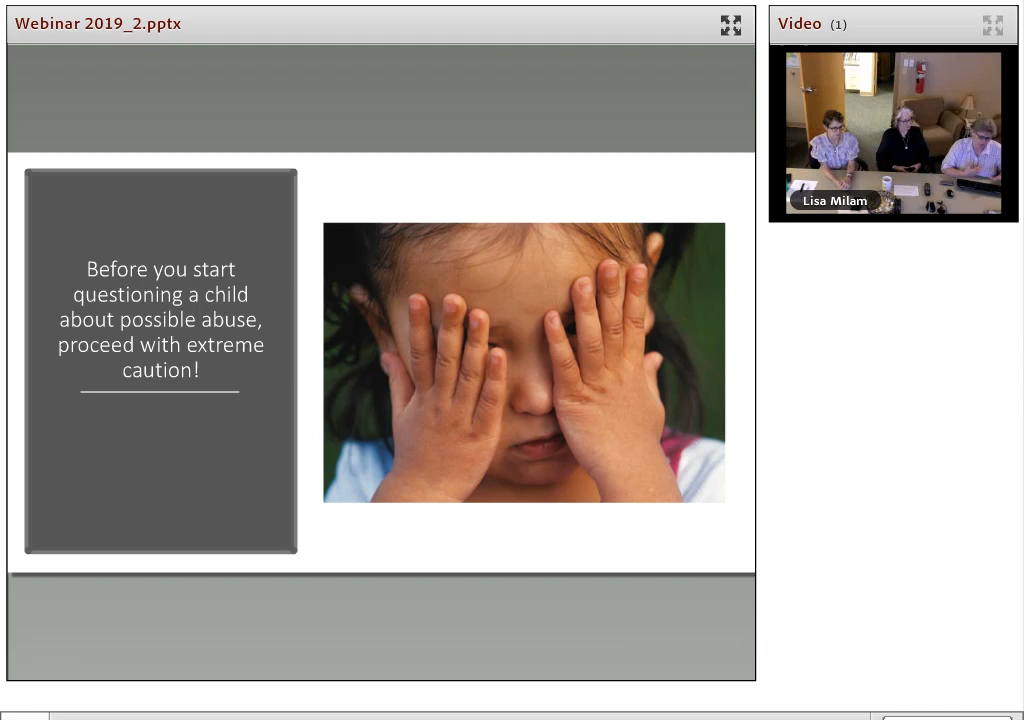 Webinar 2019_2.pptx
Video (1)
Lisa Milam
Before you start
questioning a child
about possible abuse,
proceed with extreme
caution!